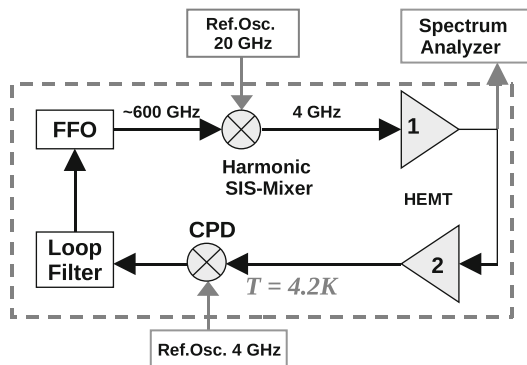 Ref.Osc.
20 GHz
Spectrum
Analyzer
FFO
~600 GHz
4 GHz
1
Harmonic
SIS-Mixer
HEMT
CPD
Loop
Filter
2
T = 4.2K
Ref.Osc. 4 GHz